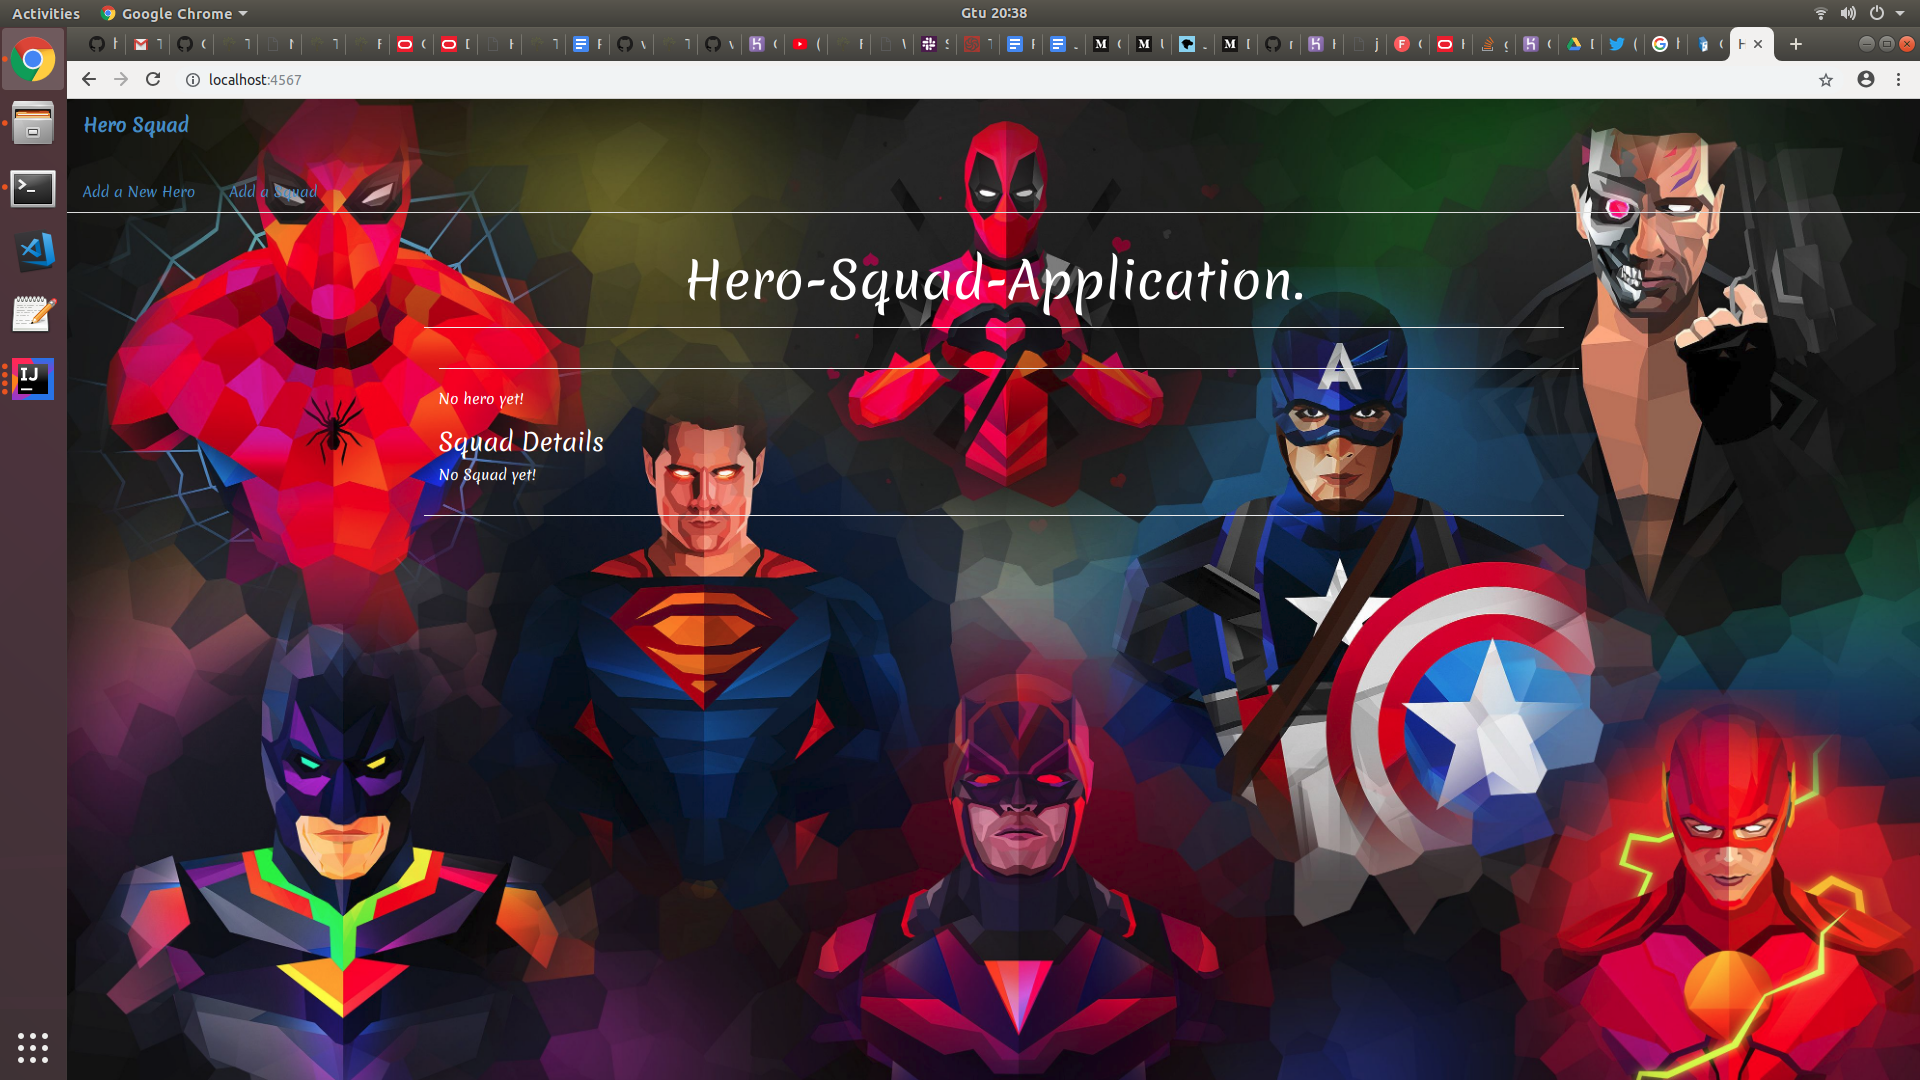 Activities Google Chrome Gtu 20:38
localhost:4567
Hero Squad
Add a New Hero Add a Squad
Hero-Squad-Application.
No hero yet!
Squad Details
No Squad yet!
A
IJ